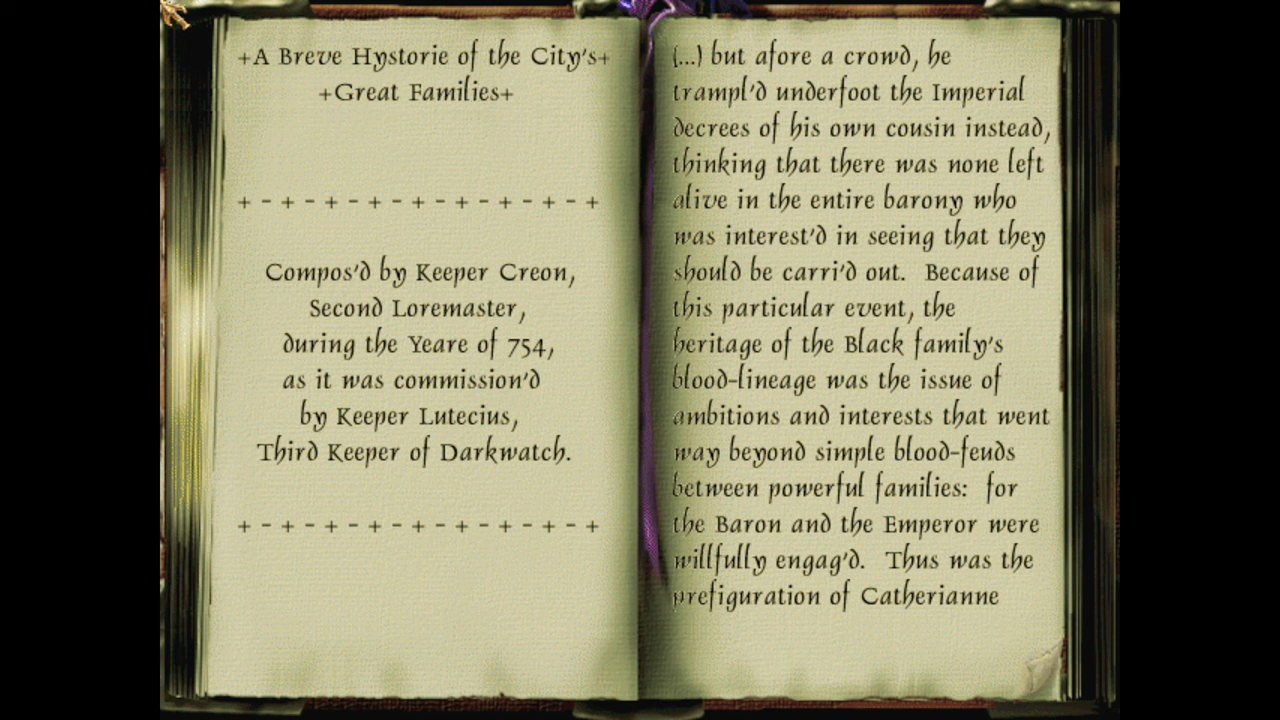 +A Breve Hystorie of the City's+
+Great Families+
+ - + - + - + - + - + - + - + - +
Compos'd by Keeper Creon,
Second Loremaster,
during the Yeare of 754,
as it was commission'd
by Keeper Lutecius,
Third Keeper of Darkwatch.
+ - + - + - + - + - + - + - + - +
(...) but afore a crowd, he
trampl'd underfoot the Imperial
decrees of his own cousin instead,
thinking that there was none left
alive in the entire barony who
was interest'd in seeing that they
should be carri'd out.  Because of
this particular event, the
heritage of the Black family's
blood-lineage was the issue of
ambitions and interests that went
way beyond simple blood-feuds
between powerful families:  for
the Baron and the Emperor were
willfully engag'd.  Thus was the
prefiguration of Catherianne